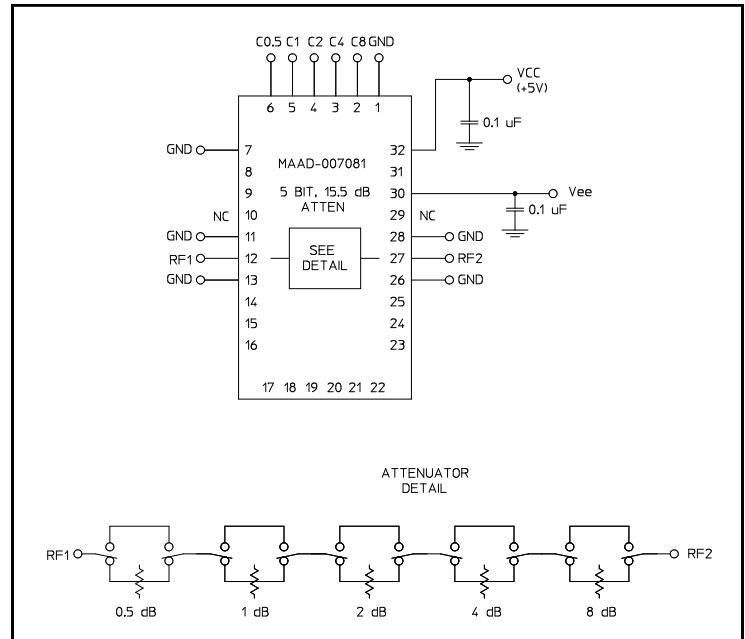 C0.5 C1 C2 C4 C8 GND
6 5 4 3 2 1
VCC
(+5V)
0.1 uF
GND 7
32
8
MAAD-007081
31
9
5 BIT, 15.5 dB
ATTEN
30
Vee
0.1 uF
NC 10
29 NC
GND 11
28 GND
RF1 12
SEE
DETAIL
27 RF2
GND 13
26 GND
14
25
15
24
16
23
17 18 19 20 21 22
ATTENUATOR
DETAIL
RF1
RF2
0.5 dB 1 dB 2 dB 4 dB 8 dB